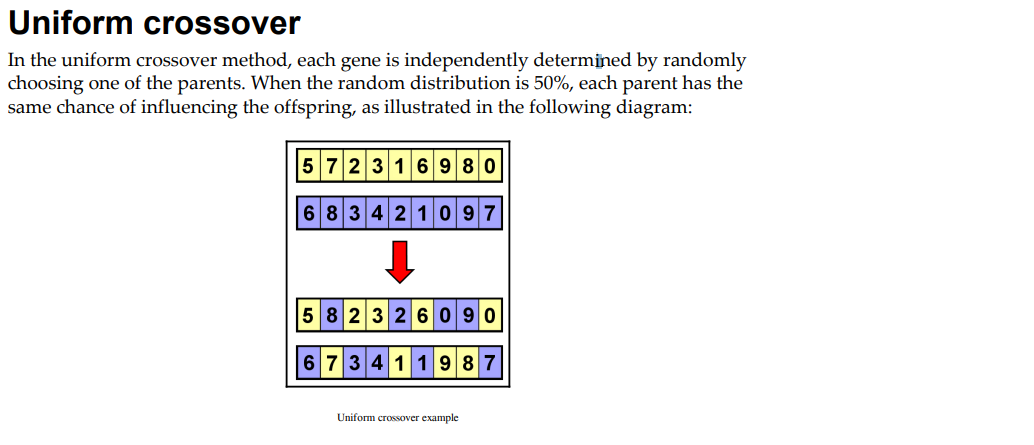 Uniform crossover
In the uniform crossover method, each gene is independently determined by randomly
choosing one of the parents. When the random distribution is 50%, each parent has the
same chance of influencing the offspring, as illustrated in the following diagram:
5 7 2 3 1 6 9 8 0
6 8 3 4 2 1 0 9 7
5 8 2 3 2 6 0 9 0
6 7 3 4 1 1 9 8 7
Uniform crossover example